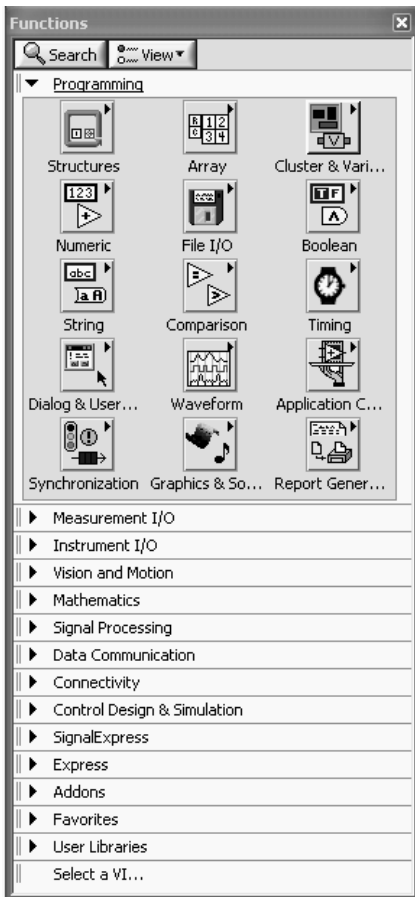 Functions
Search View
Programming
Structures Array Cluster & Vari...
Numeric File I/O Boolean
String Comparison Timing
Dialog & User... Waveform Application C...
Synchronization Graphics & So... Report Gener...
Measurement I/O
Instrument I/O
Vision and Motion
Mathematics
Signal Processing
Data Communication
Connectivity
Control Design & Simulation
SignalExpress
Express
Addons
Favorites
User Libraries
Select a VI...